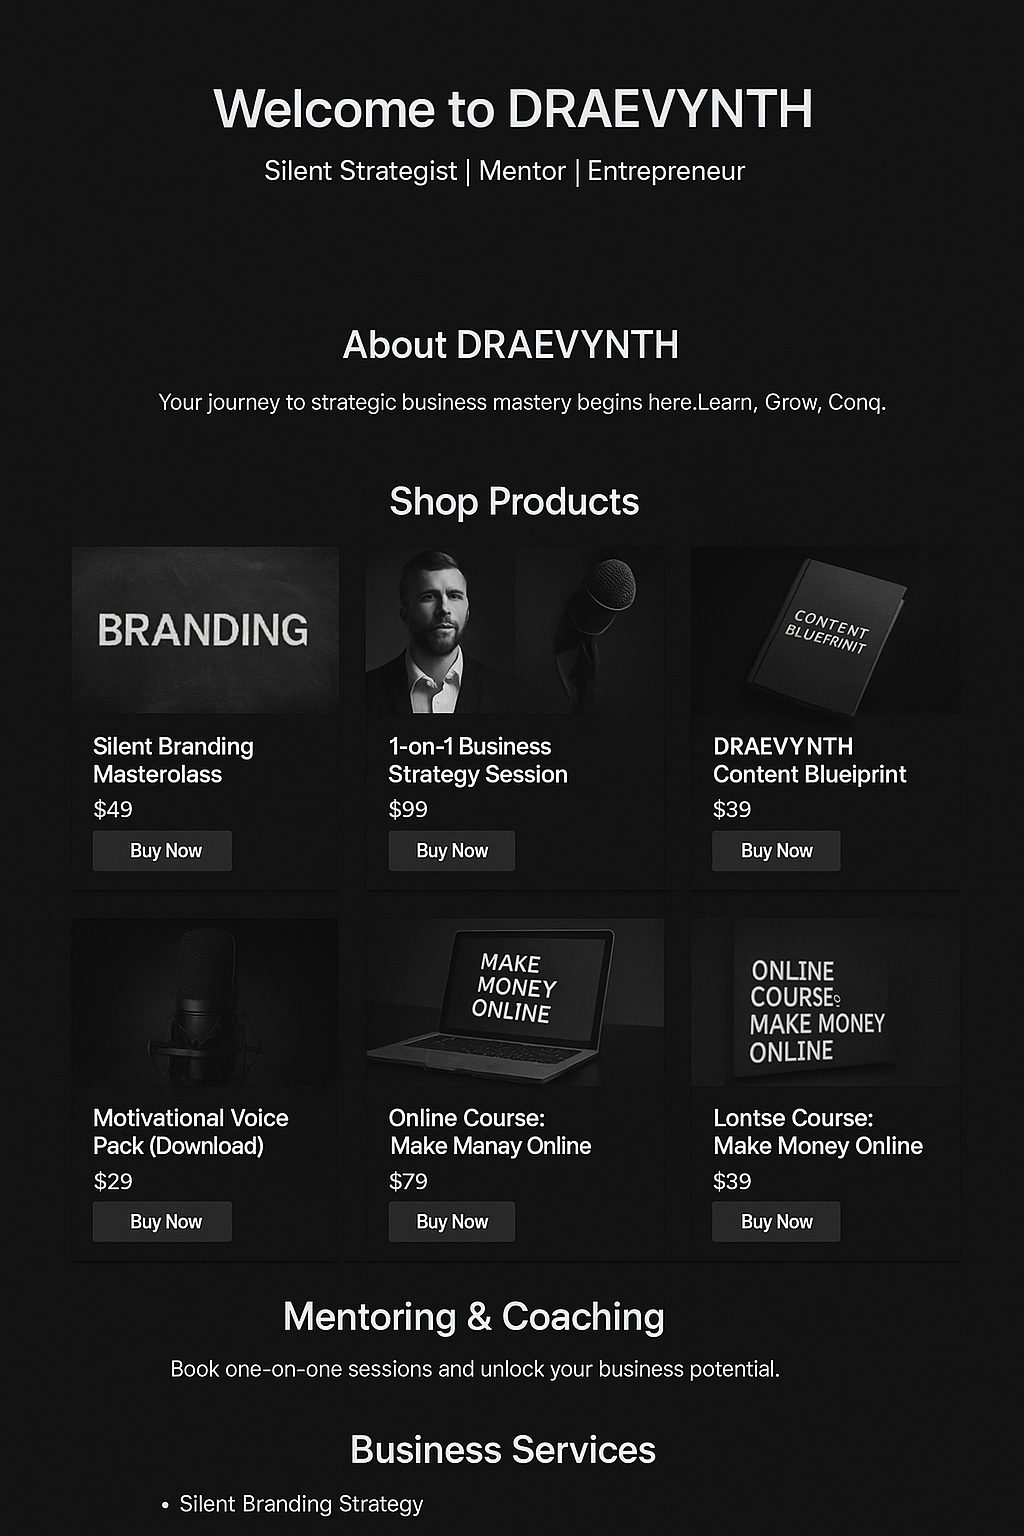 Welcome to DRAEVYNTH
Silent Strategist | Mentor | Entrepreneur
About DRAEVYNTH
Your journey to strategic business mastery begins here.Learn, Grow, Conq.
Shop Products
BRANDING
Silent Branding
Masterolass
$49
Buy Now
1-on-1 Business
Strategy Session
$99
Buy Now
CONTENT
BLUEFRINIT
DRAEVYNTH
Content Blueiprint
$39
Buy Now
Motivational Voice
Pack (Download)
$29
Buy Now
MAKE
MONEY
ONLINE
Online Course:
Make Manay Online
$79
Buy Now
ONLINE
COURSE:
MAKE MONEY
ONLINE
Lontse Course:
Make Money Online
$39
Buy Now
Mentoring & Coaching
Book one-on-one sessions and unlock your business potential.
Business Services
• Silent Branding Strategy